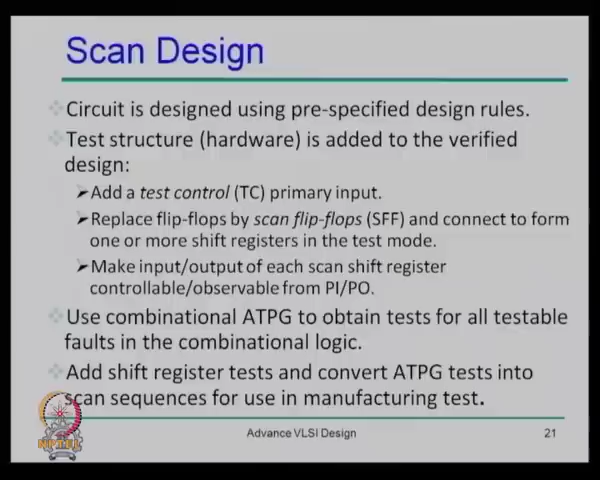 Scan Design
Circuit is designed using pre-specified design rules.
Test structure (hardware) is added to the verified
design:
Add a test control (TC) primary input.
Replace flip-flops by scan flip-flops (SFF) and connect to form
one or more shift registers in the test mode.
Make input/output of each scan shift register
controllable/observable from PI/PO.
Use combinational ATPG to obtain tests for all testable
faults in the combinational logic.
Add shift register tests and convert ATPG tests into
scan sequences for use in manufacturing test.
NPTEL
Advance VLSI Design
21